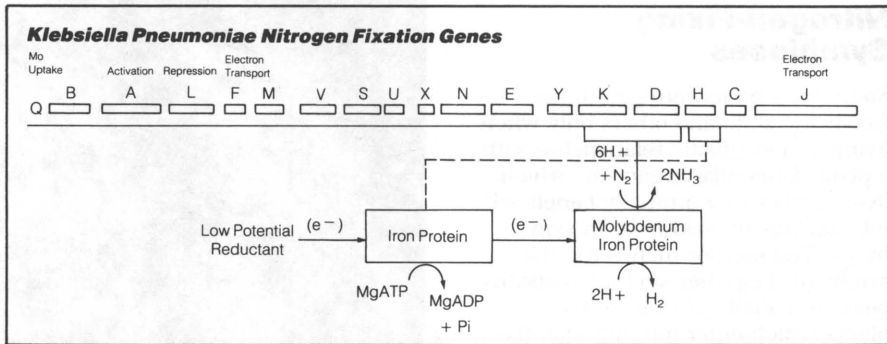 Klebsiella Pneumoniae Nitrogen Fixation Genes
Mo Uptake
Activation
Repression
Electron Transport
Electron Transport
Q B A L F M V S U X N E Y K D H C J
6H+
+ N₂ 2NH₃
Low Potential Reductant
(e−)
Iron Protein
(e−)
Molybdenum Iron Protein
MgATP
MgADP + Pi
2H+
H₂